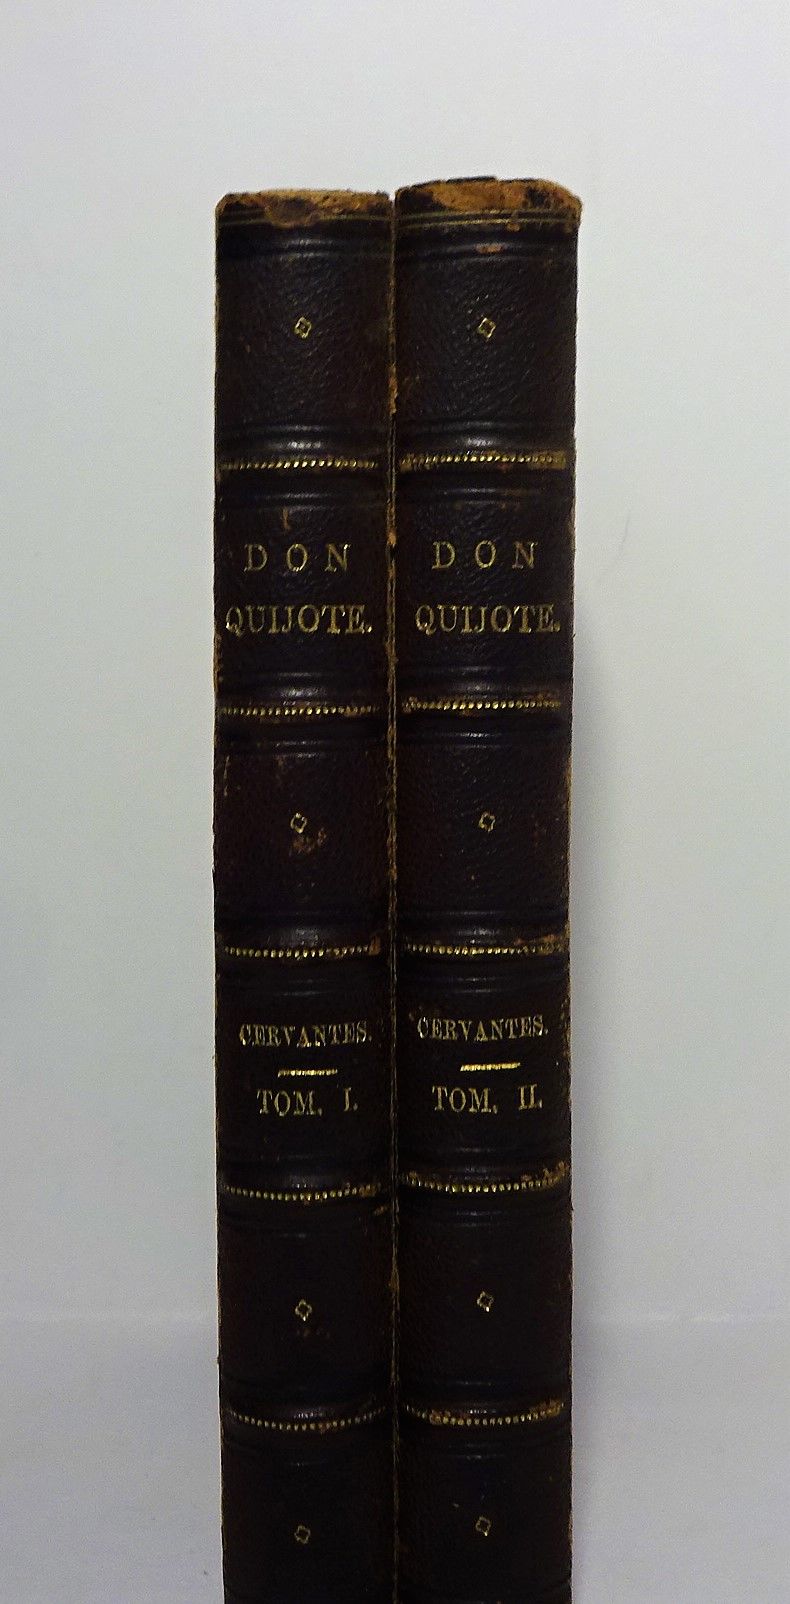 DON
QUIJOTE.
CERVANTES.
TOM. I.
DON
QUIJOTE.
CERVANTES.
TOM. II.